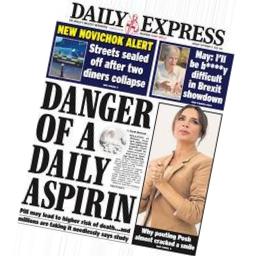 DAILY EXPRESS
NEW NOVICHOK ALERT
Streets sealed
off after two
diners collapse
May: I'll
be b****y
difficult
in Brexit
showdown
DANGER
OF A
DAILY
ASPIRIN
Pill may lead to higher risk of death....and
millions are taking it needlessly says study
Why pouting Posh
almost cracked a smile